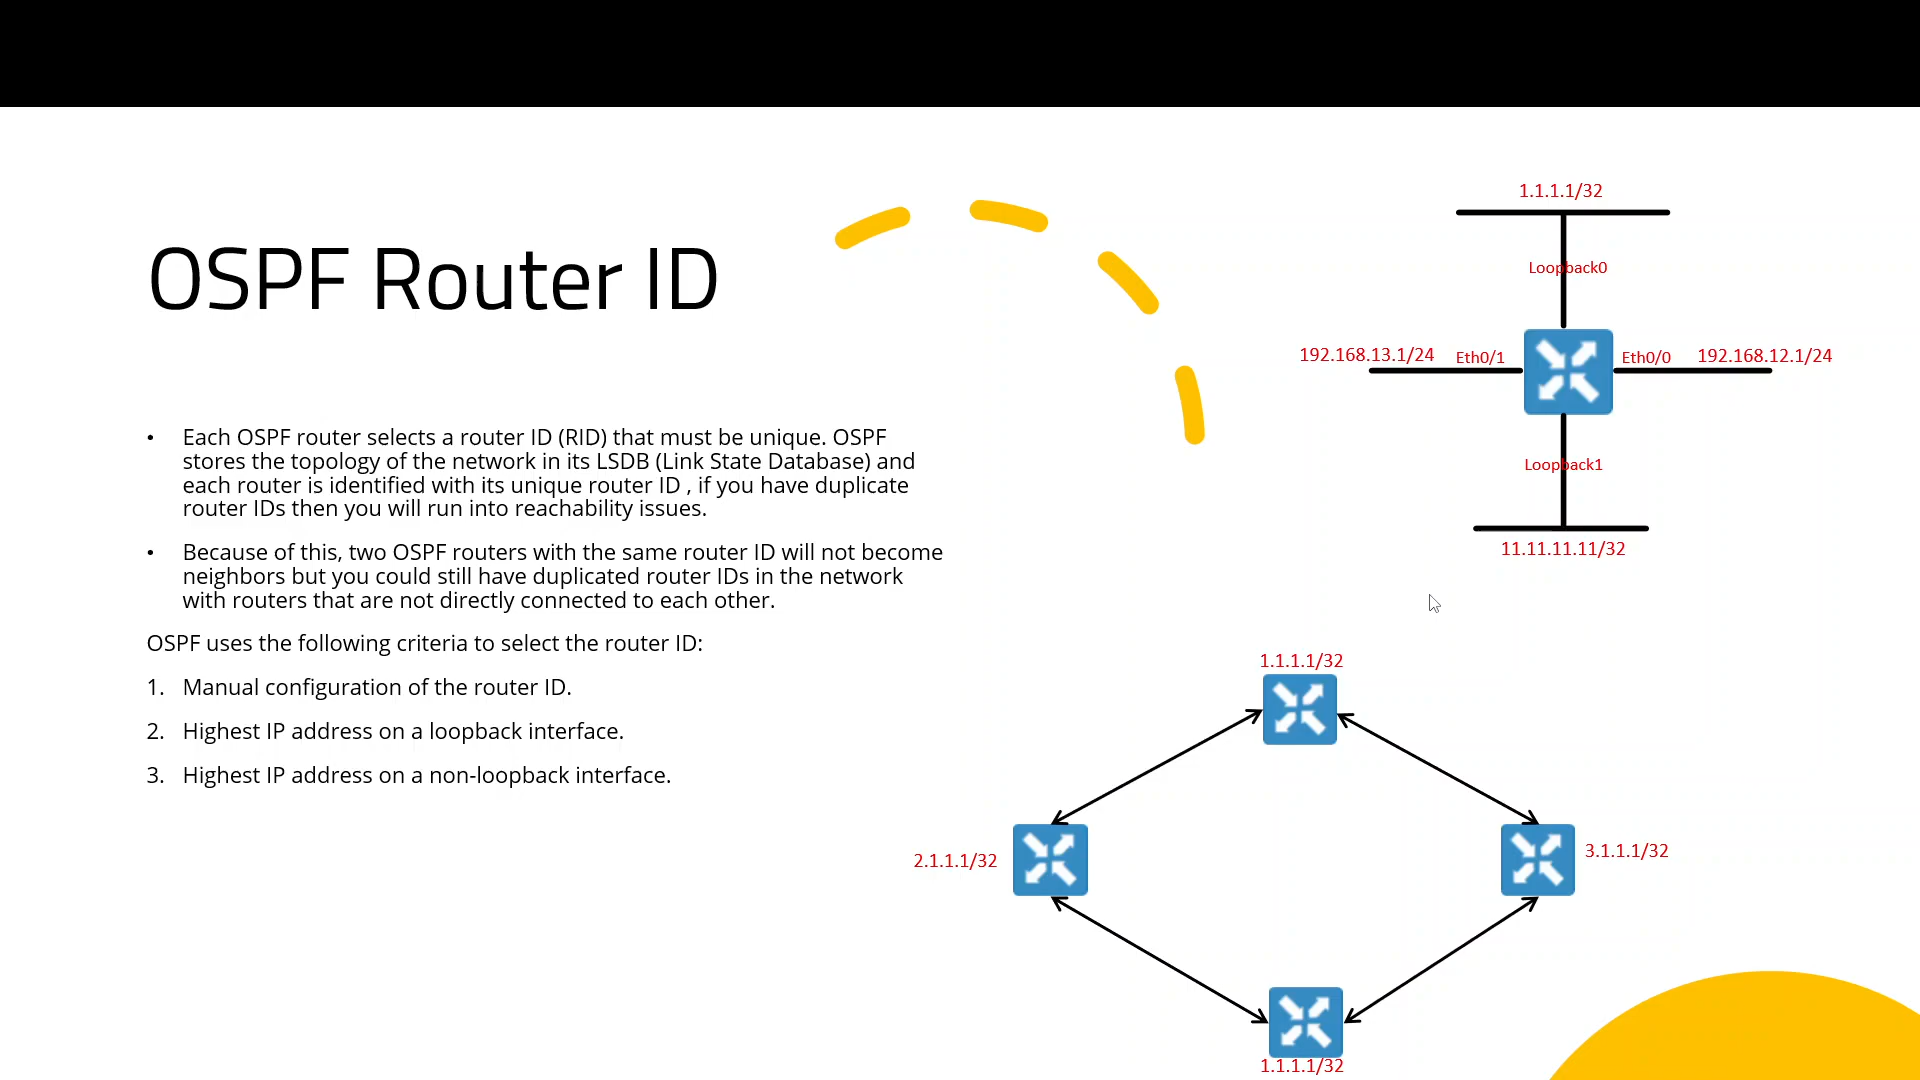 OSPF Router ID
• Each OSPF router selects a router ID (RID) that must be unique. OSPF
stores the topology of the network in its LSDB (Link State Database) and
each router is identified with its unique router ID , if you have duplicate
router IDs then you will run into reachability issues.
• Because of this, two OSPF routers with the same router ID will not become
neighbors but you could still have duplicated router IDs in the network
with routers that are not directly connected to each other.
OSPF uses the following criteria to select the router ID:
1. Manual configuration of the router ID.
2. Highest IP address on a loopback interface.
3. Highest IP address on a non-loopback interface.
1.1.1.1/32
Loopback0
192.168.13.1/24 Eth0/1 Eth0/0 192.168.12.1/24
Loopback1
11.11.11.11/32
1.1.1.1/32
2.1.1.1/32
3.1.1.1/32
1.1.1.1/32